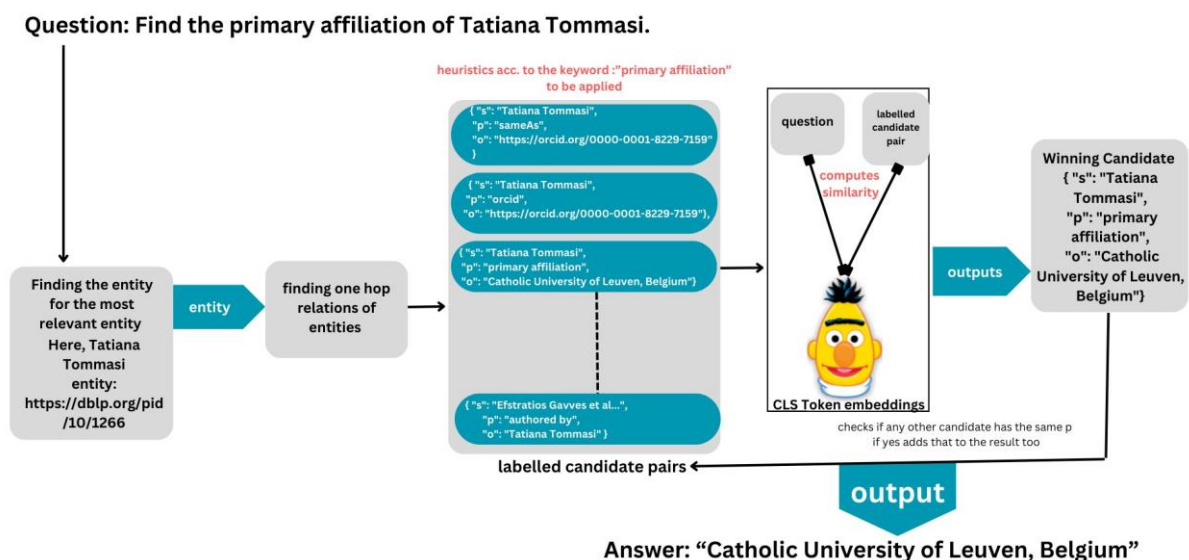 Question: Find the primary affiliation of Tatiana Tommasi.
heuristics acc. to the keyword :"primary affiliation"
to be applied
{ "s": "Tatiana Tommasi",
"p": "sameAs",
"o": "https://orcid.org/0000-0001-8229-7159"
}
{ "s": "Tatiana Tommasi",
"p": "orcid",
"o": "https://orcid.org/0000-0001-8229-7159"},
{ "s": "Tatiana Tommasi",
"p": "primary affiliation",
"o": "Catholic University of Leuven, Belgium"}
{ "s": "Efstratios Gavves et al...",
"p": "authored by",
"o": "Tatiana Tommasi" }
labelled candidate pairs
Finding the entity
for the most
relevant entity
Here, Tatiana
Tommasi
entity:
https://dblp.org/pid
/10/1266
entity
finding one hop
relations of
entities
question
labelled
candidate
pair
computes
similarity
CLS Token embeddings
outputs
Winning Candidate
{ "s": "Tatiana
Tommasi",
"p": "primary
affiliation",
"o": "Catholic
University of Leuven,
Belgium"}
checks if any other candidate has the same p
if yes adds that to the result too
output
Answer: “Catholic University of Leuven, Belgium”